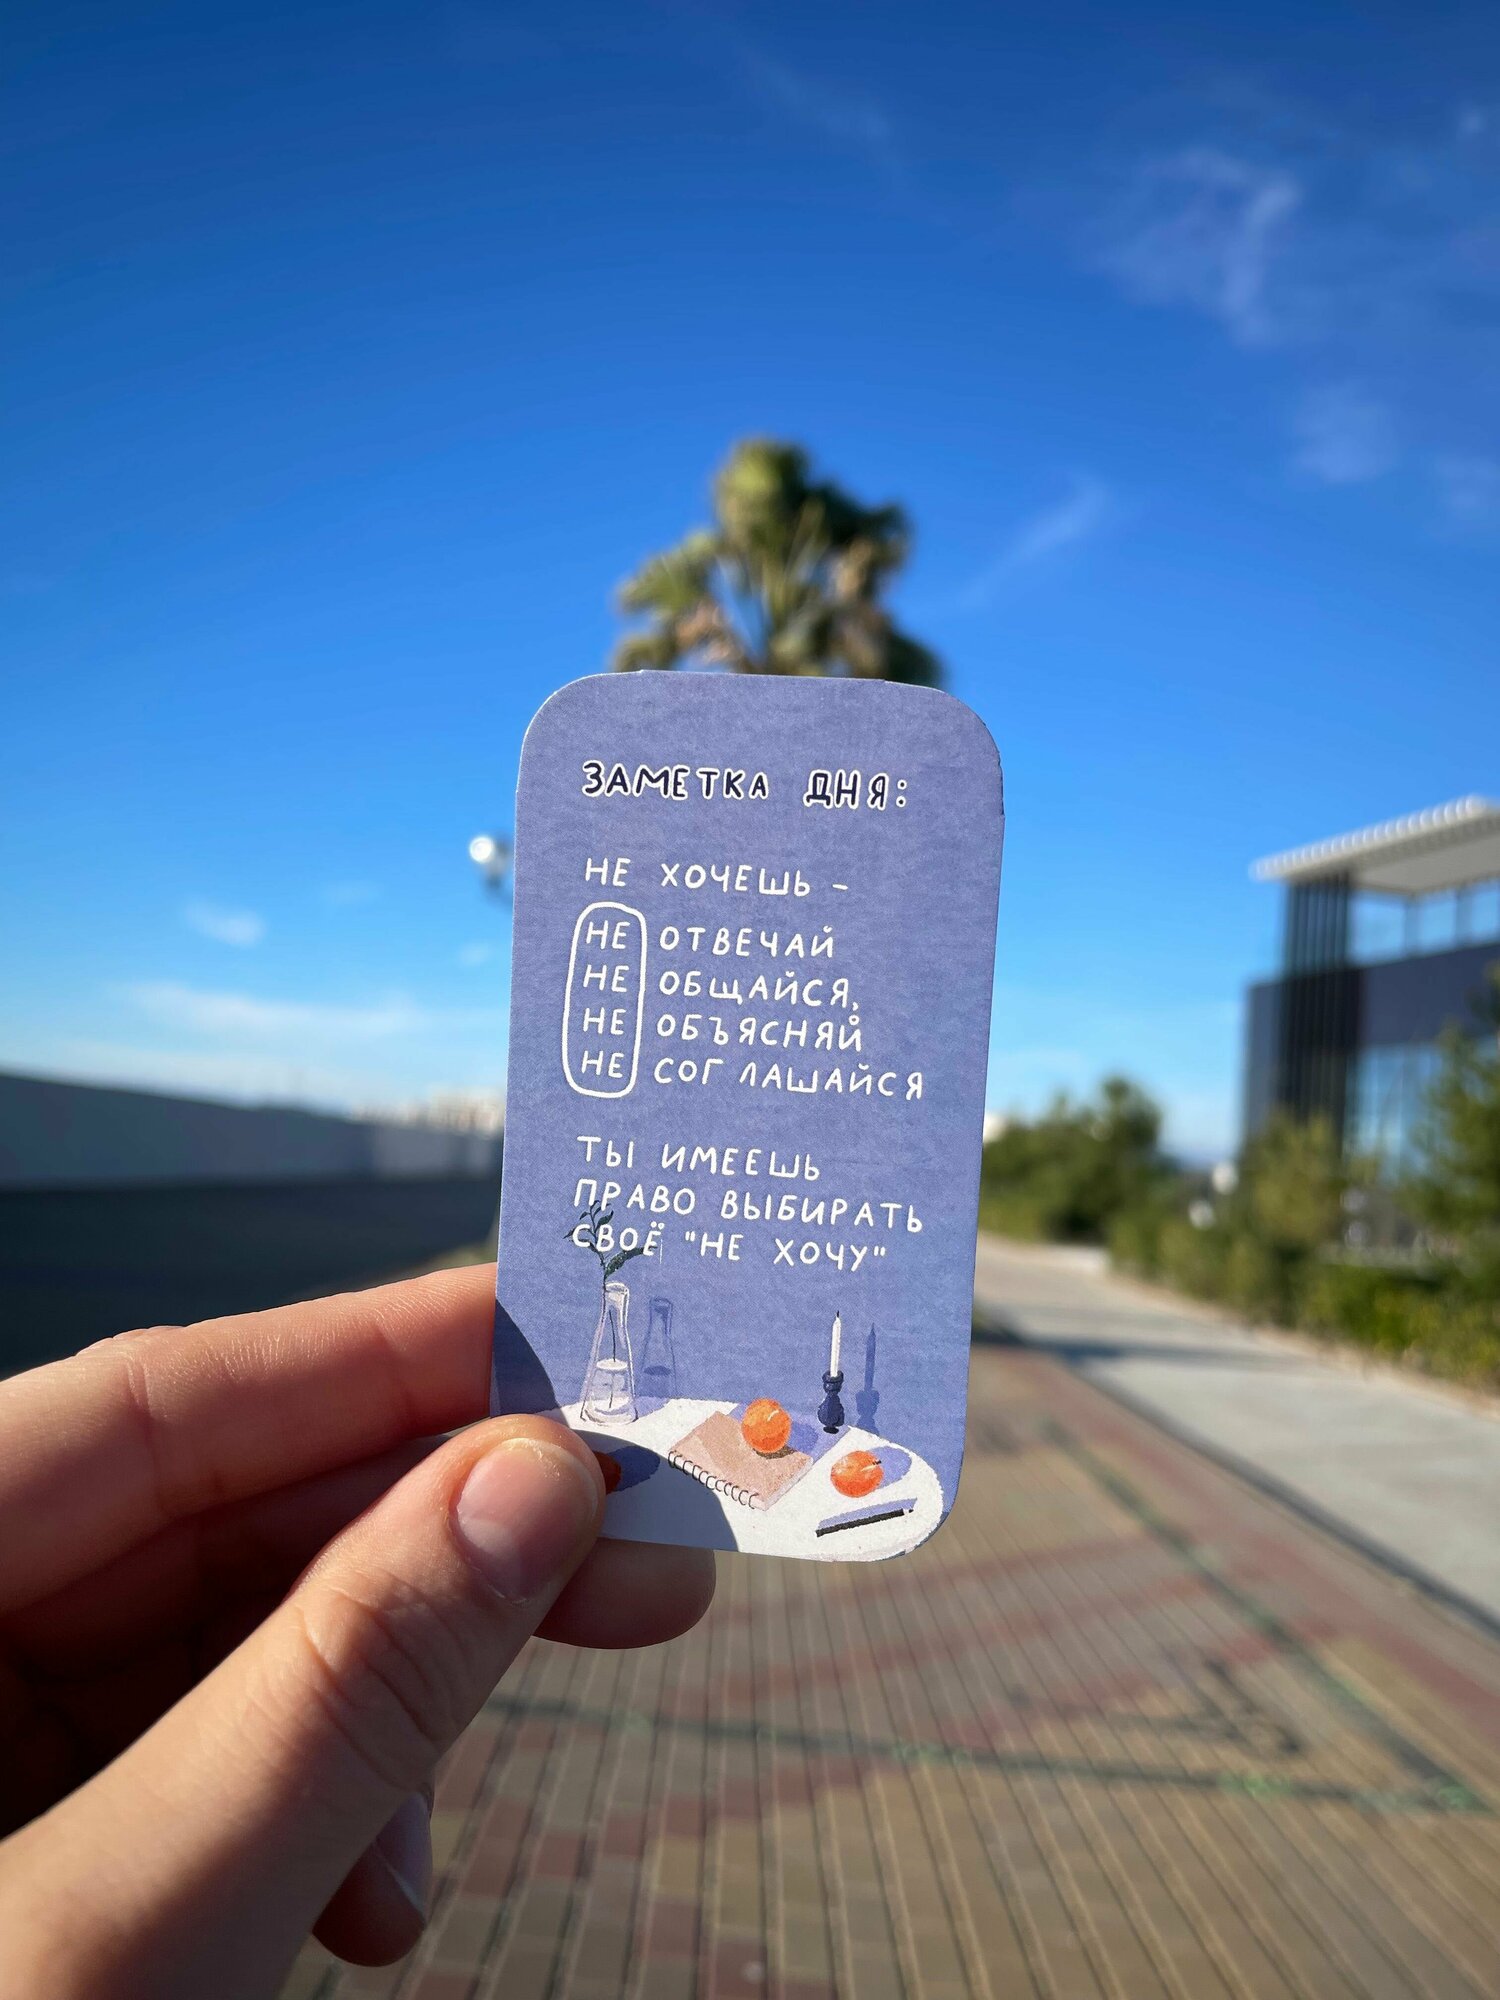 ЗАМЕТКА ДНЯ:
НЕ ХОЧЕШЬ -
НЕ ОТВЕЧАЙ
НЕ ОБЩАЙСЯ,
НЕ ОБЪЯСНЯЙ
НЕ СОГЛАШАЙСЯ
ТЫ ИМЕЕШЬ
ПРАВО ВЫБИРАТЬ
СВОЁ "НЕ ХОЧУ"